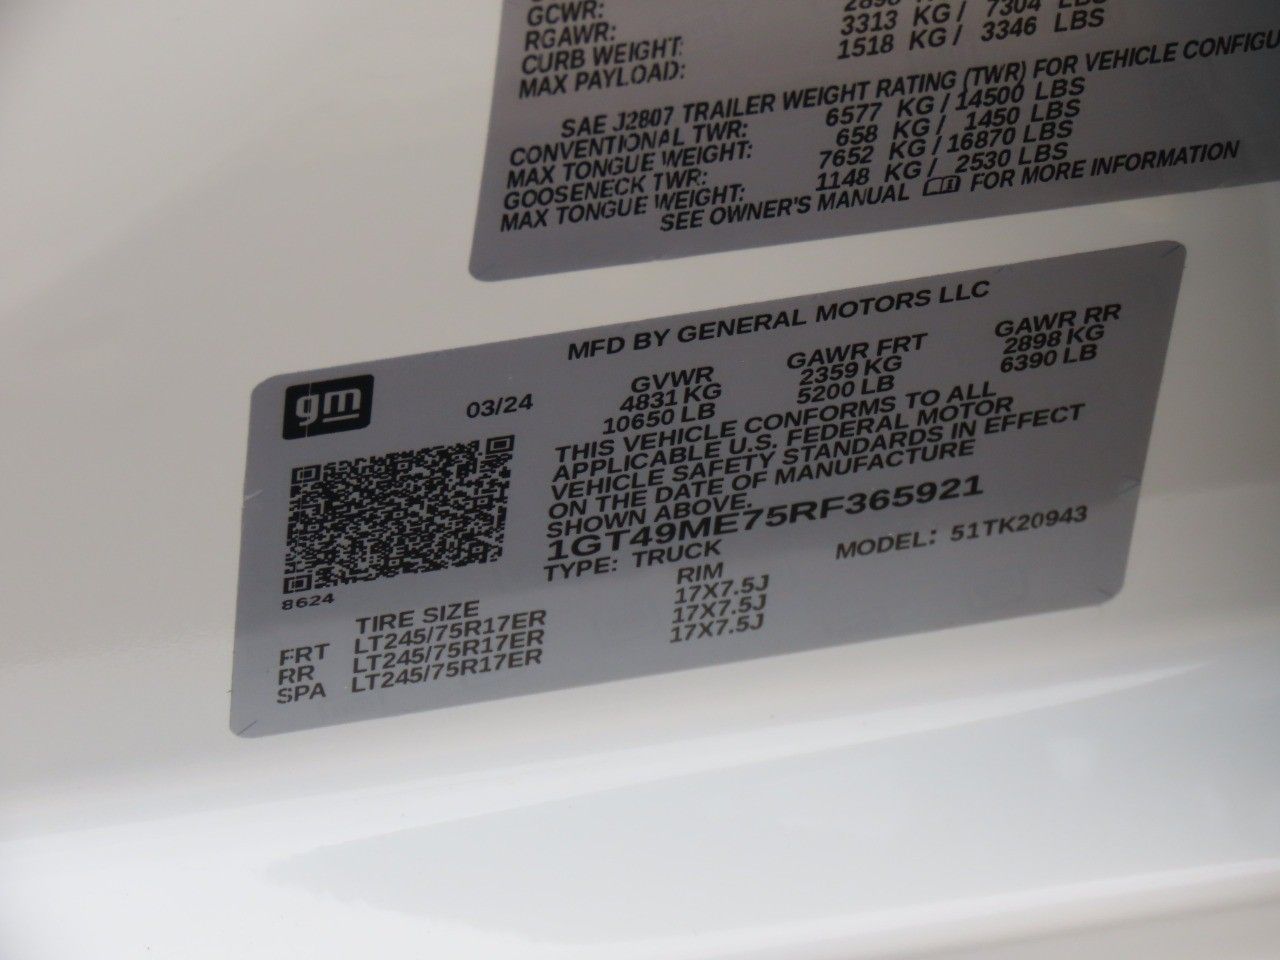 GCWR:
RGAWR:
CURB WEIGHT: 3313 KG / 7304 LBS
MAX PAYLOAD: 1518 KG / 3346 LBS
SAE J2807 TRAILER WEIGHT RATING (TWR) FOR VEHICLE
CONVENTIONAL TWR: 6577 KG / 14500 LBS
MAX TONGUE WEIGHT: 658 KG / 1450 LBS
GOOSENECK TWR: 7652 KG / 16870 LBS
MAX TONGUE WEIGHT: 1148 KG / 2530 LBS
SEE OWNER'S MANUAL FOR MORE INFORMATION
MFD BY GENERAL MOTORS LLC
gm
03/24
GVWR GAWR FRT GAWR RR
4831 KG 2359 KG 2898 KG
10650 LB 5200 LB 6390 LB
THIS VEHICLE CONFORMS TO ALL
APPLICABLE U.S. FEDERAL MOTOR
VEHICLE SAFETY STANDARDS IN EFFECT
ON THE DATE OF MANUFACTURE
SHOWN ABOVE.
1GT49ME75RF365921
TYPE: TRUCK MODEL: 51TK20943
8624
TIRE SIZE RIM
FRT LT245/75R17ER 17X7.5J
RR LT245/75R17ER 17X7.5J
SPA LT245/75R17ER 17X7.5J